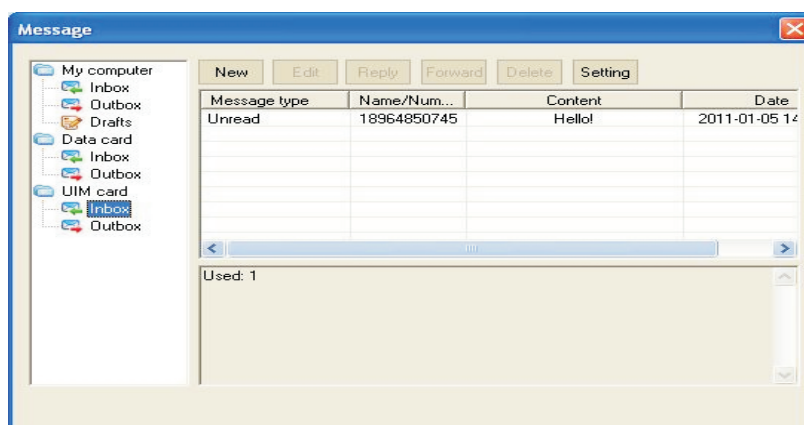 Message
My computer
Inbox
Outbox
Drafts
Data card
Inbox
Outbox
UIM card
Inbox
Outbox
New Edit Reply Forward Delete Setting
Message type Name/Num... Content Date
Unread 18964850745 Hello! 2011-01-05 14
Used: 1